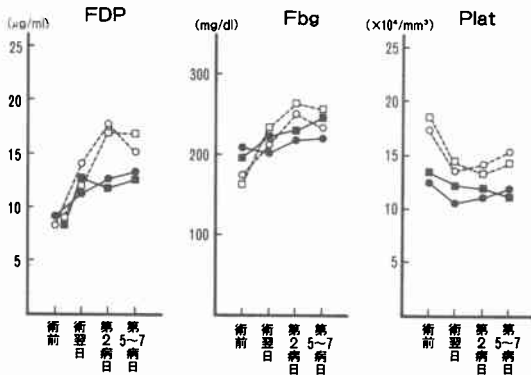 FDP
(μg/ml)
25
20
15
10
5
術前
術翌日
第2病日
第5~7病日
Fbg
(mg/dl)
300
200
100
術前
術翌日
第2病日
第5~7病日
Plat
(×10⁴/mm³)
25
20
15
10
5
術前
術翌日
第2病日
第5~7病日